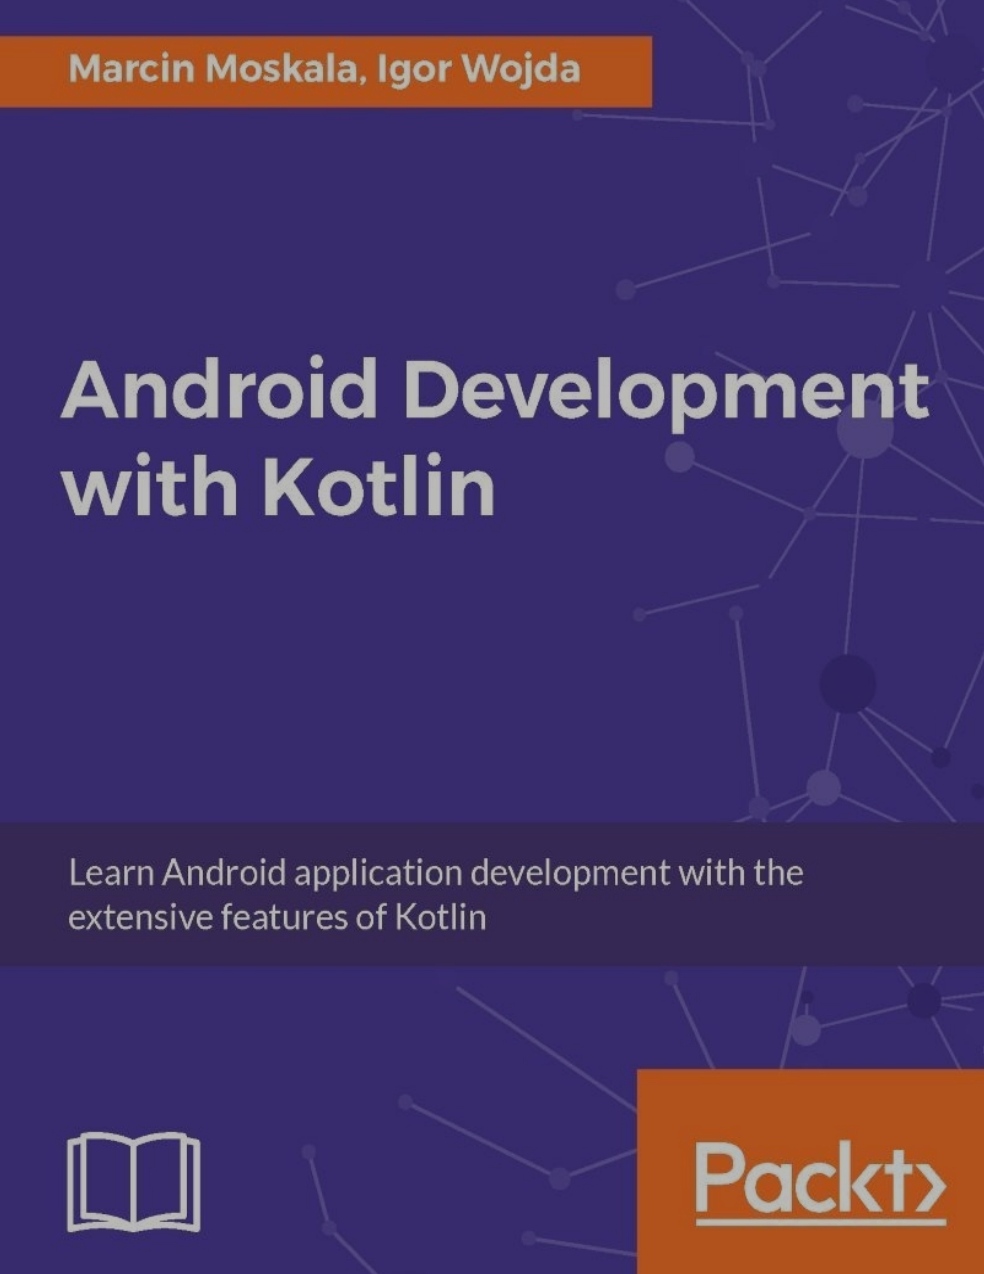 Marcin Moskala, Igor Wojda
Android Development
with Kotlin
Learn Android application development with the
extensive features of Kotlin
Packt>